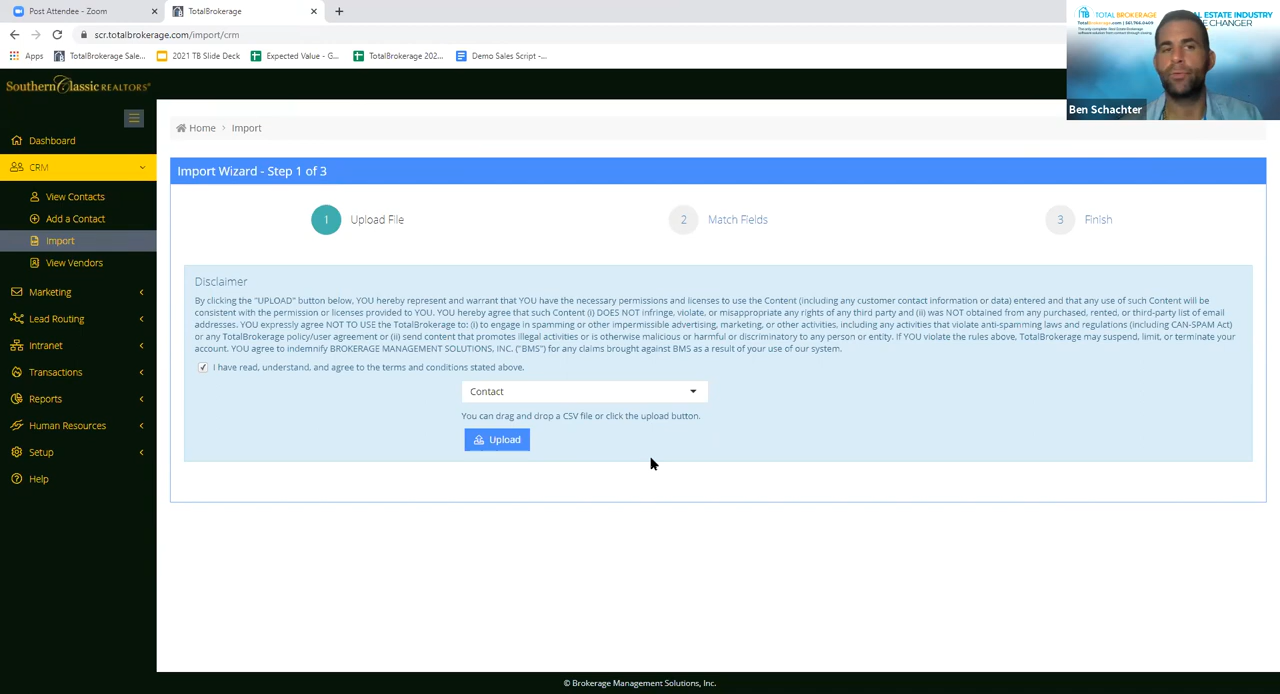 Post Attendee - Zoom
TotalBrokerage
scr.totalbrokerage.com/import/crm
Apps
TotalBrokerage Sale...
2021 TB Slide Deck
Expected Value - G...
TotalBrokerage 202...
Demo Sales Script -...
TOTAL BROKERAGE
TotalBrokerage.com | 561.766.0409
REAL ESTATE INDUSTRY
CHANGER
Ben Schachter
Southern Classic REALTORS®
Dashboard
CRM
View Contacts
Add a Contact
Import
View Vendors
Marketing
Lead Routing
Intranet
Transactions
Reports
Human Resources
Setup
Help
Home > Import
Import Wizard - Step 1 of 3
1 Upload File
2 Match Fields
3 Finish
Disclaimer
By clicking the "UPLOAD" button below, YOU hereby represent and warrant that YOU have the necessary permissions and licenses to use the Content (including any customer contact information or data) entered and that any use of such Content will be
consistent with the permission or licenses provided to YOU. YOU hereby agree that such Content (i) DOES NOT infringe, violate, or misappropriate any rights of any third party and (ii) was NOT obtained from any purchased, rented, or third-party list of email
addresses. YOU expressly agree NOT TO USE the TotalBrokerage to: (i) to engage in spamming or other impermissible advertising, marketing, or other activities, including any activities that violate anti-spamming laws and regulations (including CAN-SPAM Act)
or any TotalBrokerage policy/user agreement or (ii) send content that promotes illegal activities or is otherwise malicious or harmful or discriminatory to any person or entity. If YOU violate the rules above, TotalBrokerage may suspend, limit, or terminate your
account. YOU agree to indemnify BROKERAGE MANAGEMENT SOLUTIONS, INC. ("BMS") for any claims brought against BMS as a result of your use of our system.
I have read, understand, and agree to the terms and conditions stated above.
Contact
You can drag and drop a CSV file or click the upload button.
Upload
© Brokerage Management Solutions, Inc.